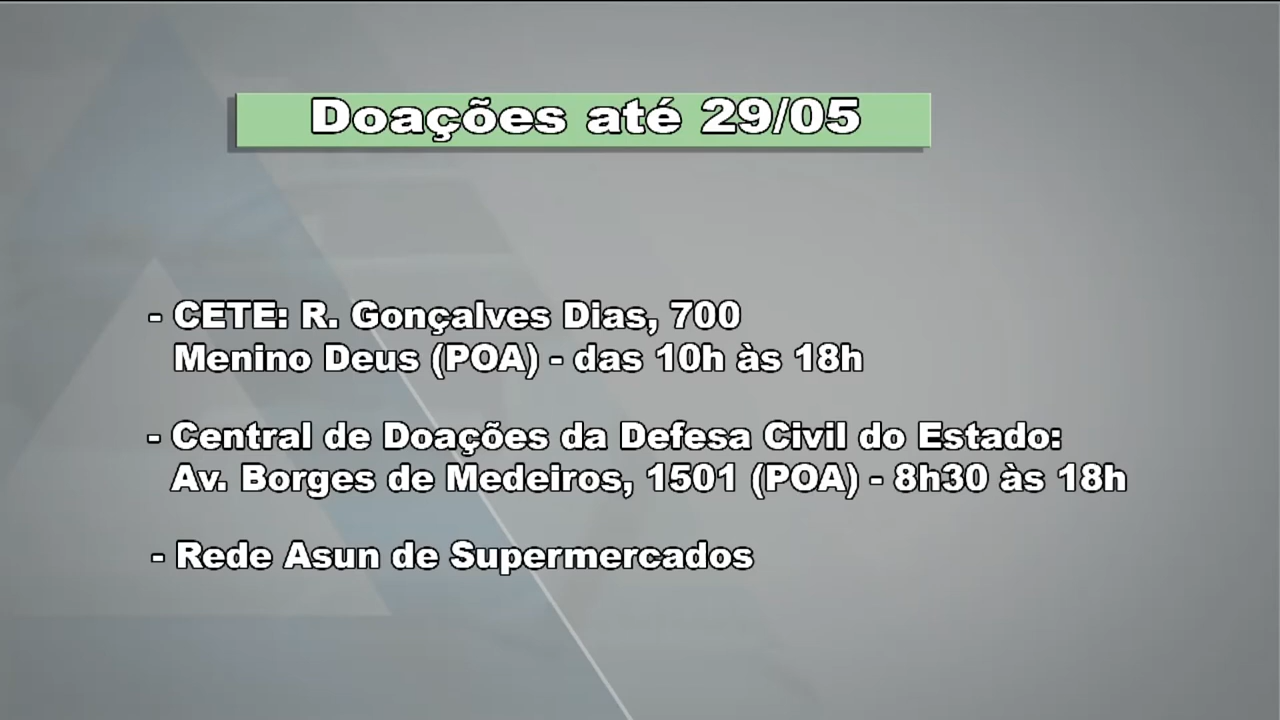 Doações até 29/05
- CETE: R. Gonçalves Dias, 700
Menino Deus (POA) - das 10h às 18h
- Central de Doações da Defesa Civil do Estado:
Av. Borges de Medeiros, 1501 (POA) - 8h30 às 18h
- Rede Asun de Supermercados